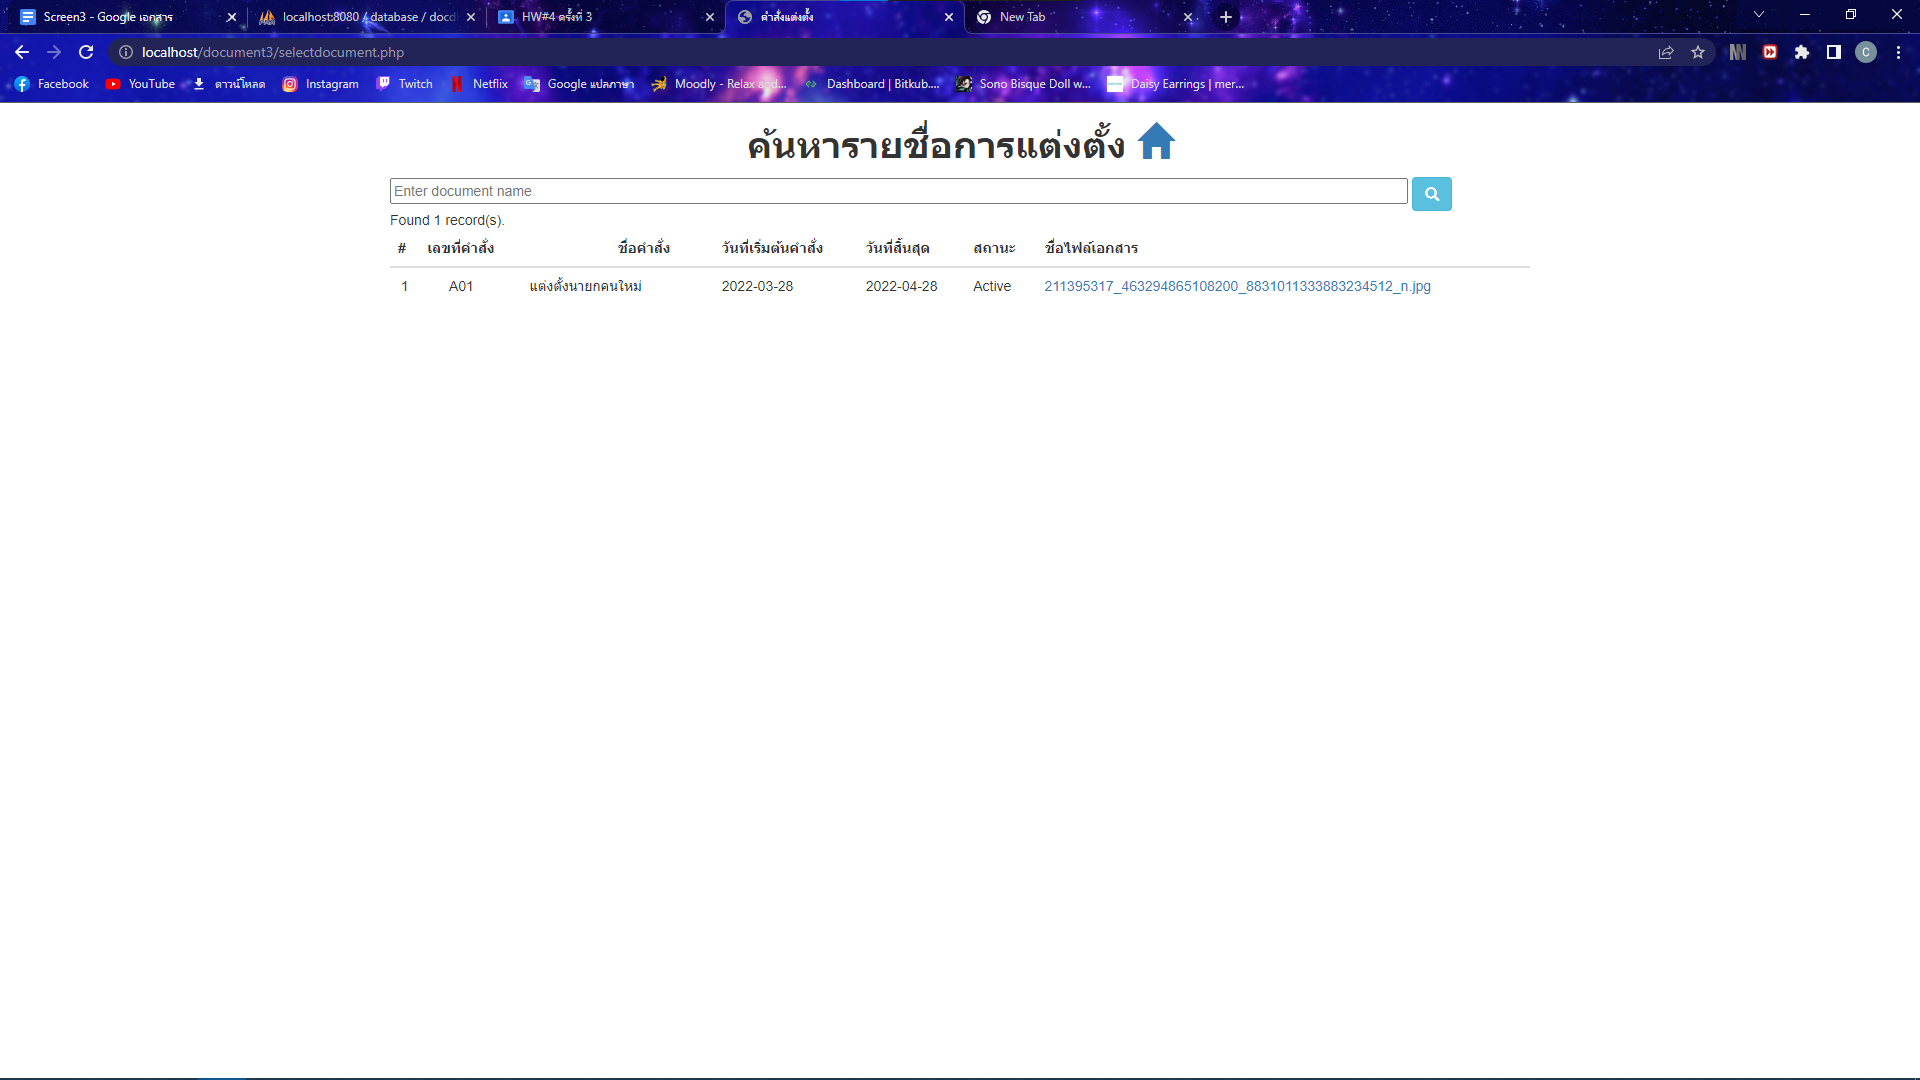 Screen3 - Google เอกสาร
localhost:8080 / database / docd
HW#4 ครั้งที่ 3
คำสั่งแต่งตั้ง
New Tab
localhost/document3/selectdocument.php
C
Facebook
YouTube
ดาวน์โหลด
Instagram
Twitch
Netflix
Google แปลภาษา
Moodly - Relax and...
Dashboard | Bitkub....
Sono Bisque Doll w...
Daisy Earrings | mer...
ค้นหารายชื่อการแต่งตั้ง
Enter document name
Found 1 record(s).
# เลขที่คำสั่ง ชื่อคำสั่ง วันที่เริ่มต้นคำสั่ง วันที่สิ้นสุด สถานะ ชื่อไฟล์เอกสาร
1 A01 แต่งตั้งนายกคนใหม่ 2022-03-28 2022-04-28 Active 211395317_463294865108200_8831011333883234512_n.jpg